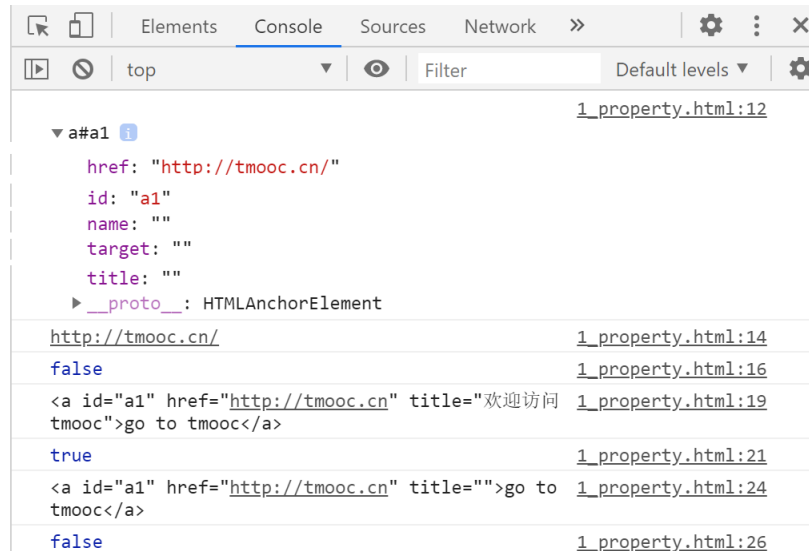 Elements Console Sources Network »
top Filter Default levels
1_property.html:12
a#a1 i
href: "http://tmooc.cn/"
id: "a1"
name: ""
target: ""
title: ""
__proto__: HTMLAnchorElement
http://tmooc.cn/ 1_property.html:14
false 1_property.html:16
<a id="a1" href="http://tmooc.cn" title="欢迎访问 1_property.html:19
tmooc">go to tmooc</a>
true 1_property.html:21
<a id="a1" href="http://tmooc.cn" title="">go to 1_property.html:24
tmooc</a>
false 1_property.html:26